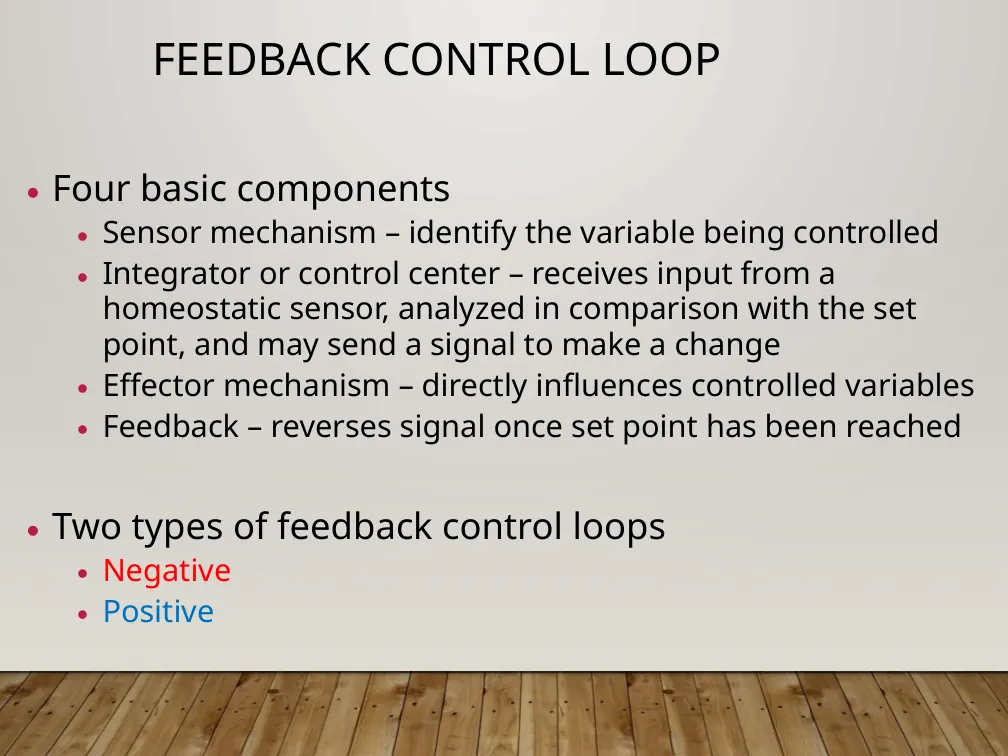 FEEDBACK CONTROL LOOP
• Four basic components
• Sensor mechanism – identify the variable being controlled
• Integrator or control center – receives input from a
homeostatic sensor, analyzed in comparison with the set
point, and may send a signal to make a change
• Effector mechanism – directly influences controlled variables
• Feedback – reverses signal once set point has been reached
• Two types of feedback control loops
• Negative
• Positive